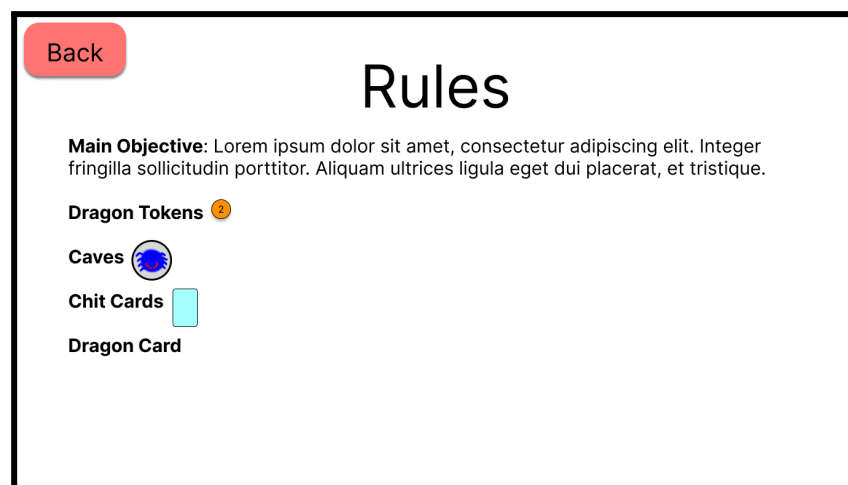 Back
Rules
Main Objective: Lorem ipsum dolor sit amet, consectetur adipiscing elit. Integer
fringilla sollicitudin porttitor. Aliquam ultrices ligula eget dui placerat, et tristique.
Dragon Tokens 2
Caves
Chit Cards
Dragon Card